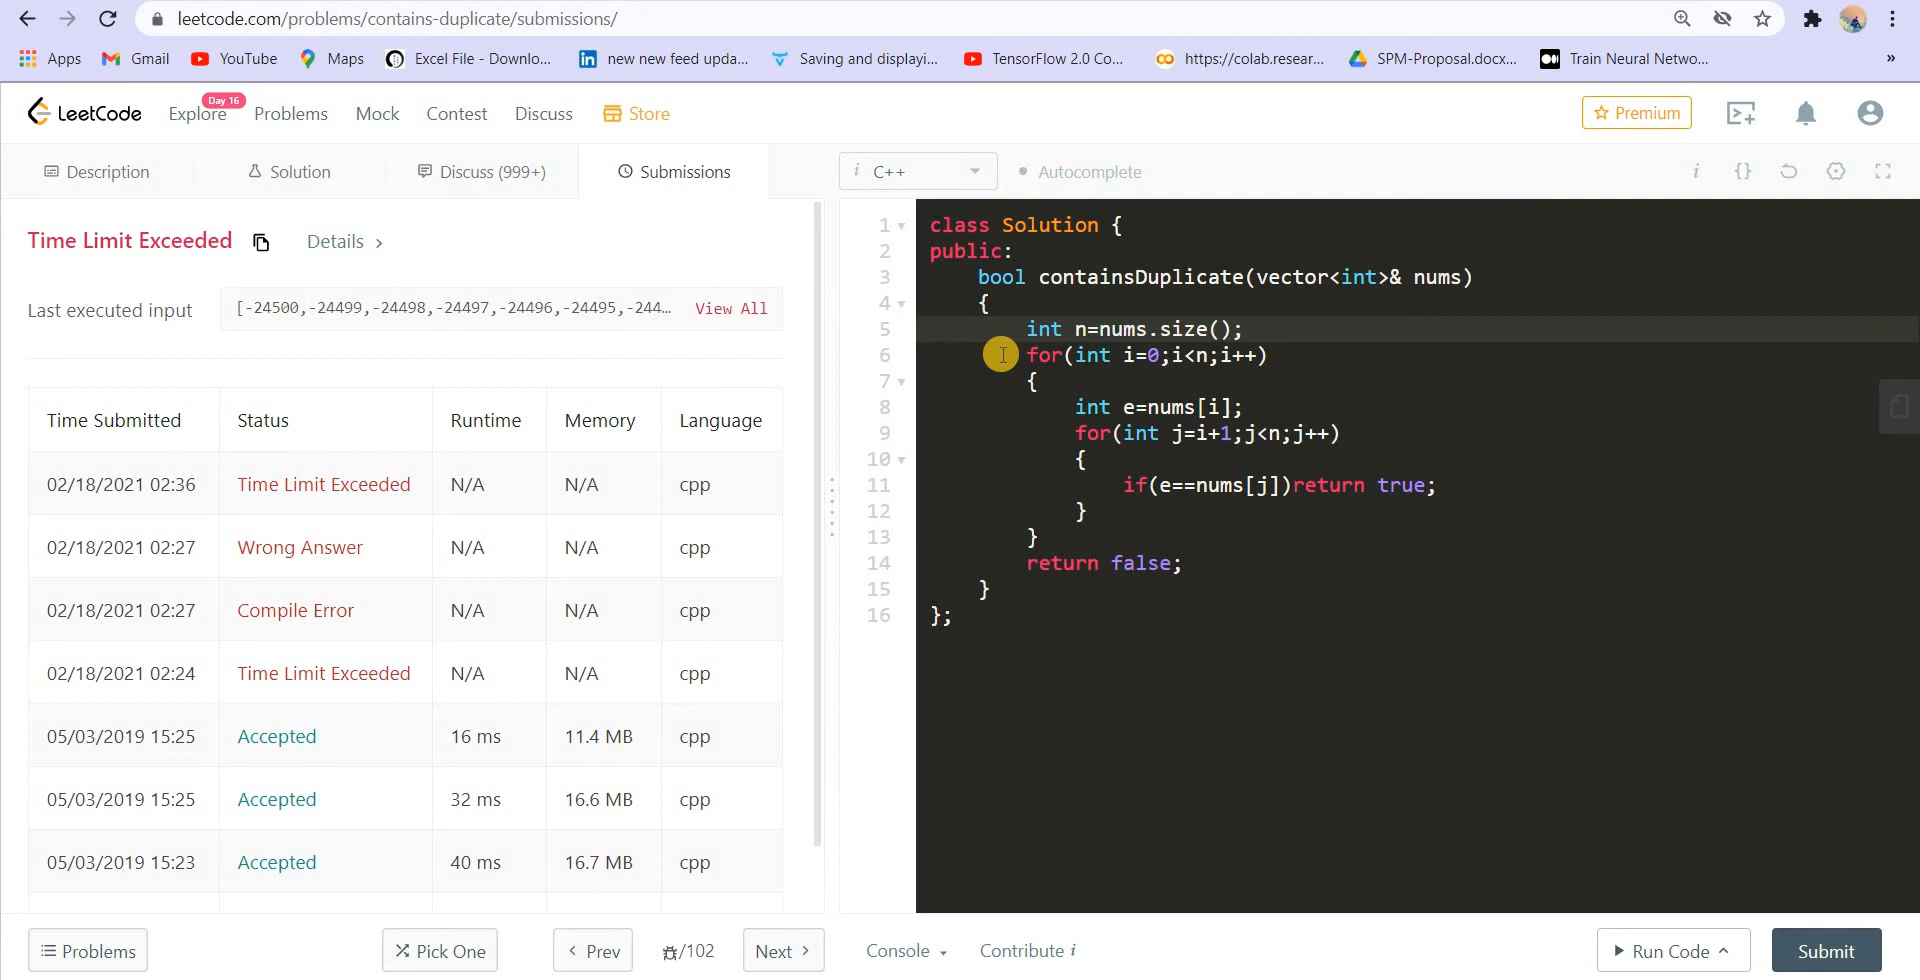 leetcode.com/problems/contains-duplicate/submissions/
Apps Gmail YouTube Maps Excel File - Downlo... new new feed upda... Saving and displayi... TensorFlow 2.0 Co... https://colab.resear... SPM-Proposal.docx... Train Neural Netwo... »
LeetCode Explore Day 16 Problems Mock Contest Discuss Store Premium
Description Solution Discuss (999+) Submissions
i C++ Autocomplete i {}
Time Limit Exceeded Details >
Last executed input [-24500,-24499,-24498,-24497,-24496,-24495,-244... View All
Time Submitted Status Runtime Memory Language
02/18/2021 02:36 Time Limit Exceeded N/A N/A cpp
02/18/2021 02:27 Wrong Answer N/A N/A cpp
02/18/2021 02:27 Compile Error N/A N/A cpp
02/18/2021 02:24 Time Limit Exceeded N/A N/A cpp
05/03/2019 15:25 Accepted 16 ms 11.4 MB cpp
05/03/2019 15:25 Accepted 32 ms 16.6 MB cpp
05/03/2019 15:23 Accepted 40 ms 16.7 MB cpp
1 class Solution {
2 public:
3 bool containsDuplicate(vector<int>& nums)
4 {
5 int n=nums.size();
6 for(int i=0;i<n;i++)
7 {
8 int e=nums[i];
9 for(int j=i+1;j<n;j++)
10 {
11 if(e==nums[j])return true;
12 }
13 }
14 return false;
15 }
16 };
Problems Pick One < Prev /102 Next > Console Contribute i Run Code Submit